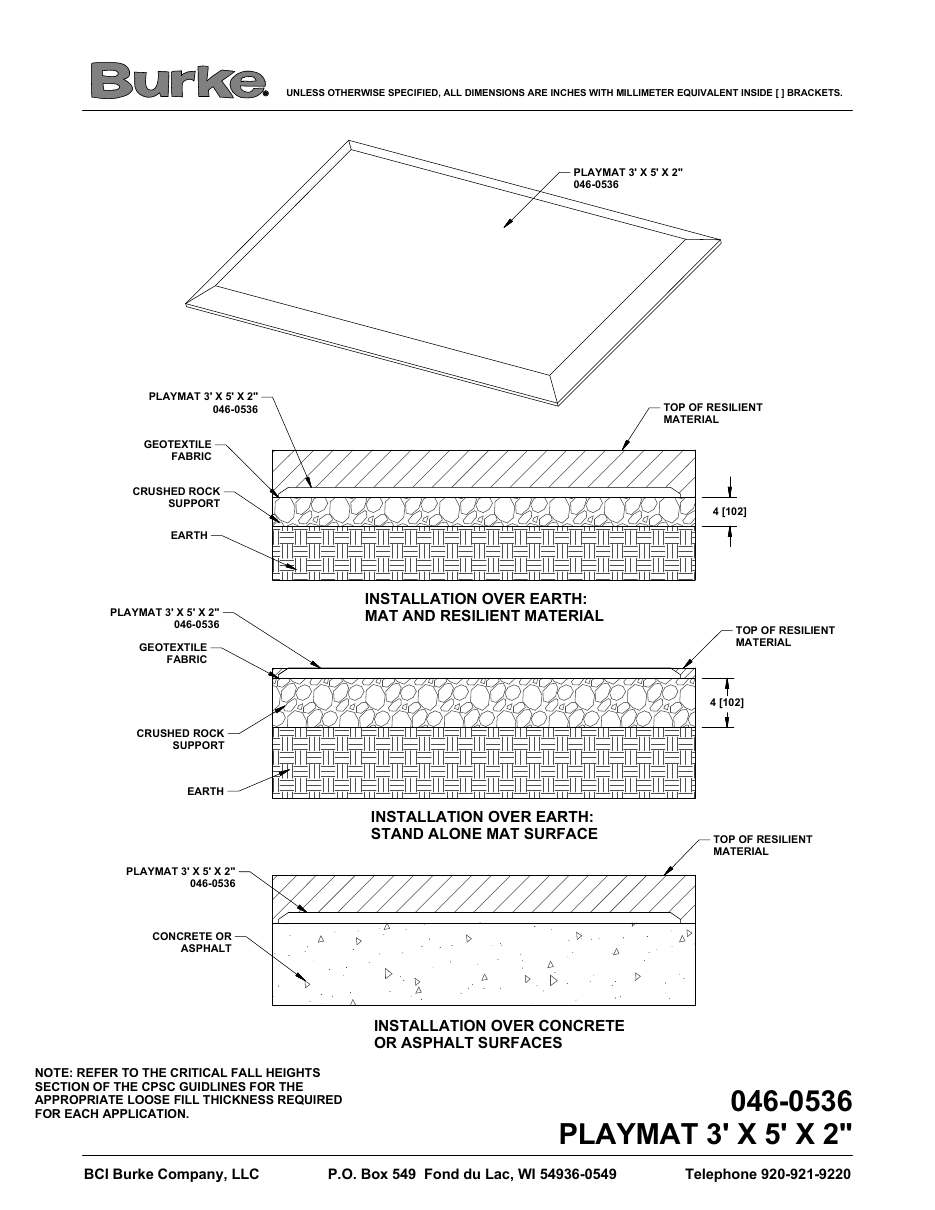 Burke
UNLESS OTHERWISE SPECIFIED, ALL DIMENSIONS ARE INCHES WITH MILLIMETER EQUIVALENT INSIDE [ ] BRACKETS.
PLAYMAT 3' X 5' X 2"
046-0536
PLAYMAT 3' X 5' X 2"
046-0536
TOP OF RESILIENT
MATERIAL
GEOTEXTILE
FABRIC
CRUSHED ROCK
SUPPORT
4 [102]
EARTH
INSTALLATION OVER EARTH:
MAT AND RESILIENT MATERIAL
PLAYMAT 3' X 5' X 2"
046-0536
TOP OF RESILIENT
MATERIAL
GEOTEXTILE
FABRIC
4 [102]
CRUSHED ROCK
SUPPORT
EARTH
INSTALLATION OVER EARTH:
STAND ALONE MAT SURFACE
TOP OF RESILIENT
MATERIAL
PLAYMAT 3' X 5' X 2"
046-0536
CONCRETE OR
ASPHALT
INSTALLATION OVER CONCRETE
OR ASPHALT SURFACES
NOTE: REFER TO THE CRITICAL FALL HEIGHTS
SECTION OF THE CPSC GUIDLINES FOR THE
APPROPRIATE LOOSE FILL THICKNESS REQUIRED
FOR EACH APPLICATION.
046-0536
PLAYMAT 3' X 5' X 2"
BCI Burke Company, LLC P.O. Box 549 Fond du Lac, WI 54936-0549 Telephone 920-921-9220